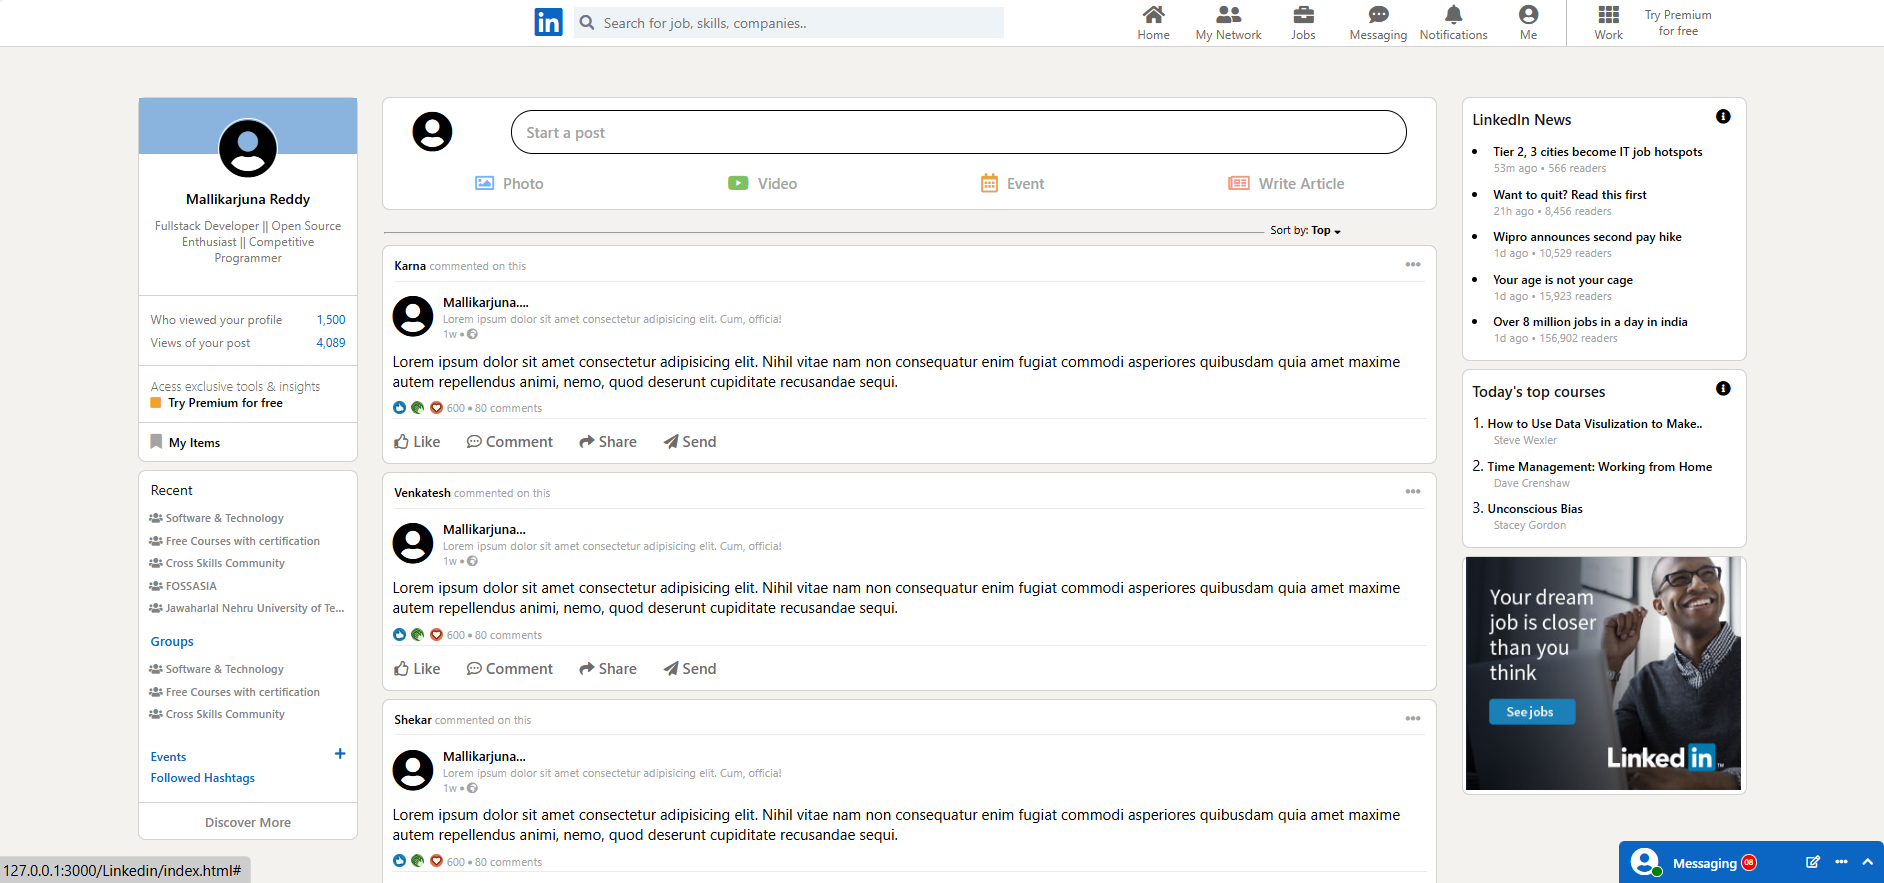 in
Search for job, skills, companies..
Home
My Network
Jobs
Messaging
Notifications
Me
Work
Try Premium
for free
Mallikarjuna Reddy
Fullstack Developer || Open Source
Enthusiast || Competitive
Programmer
Who viewed your profile 1,500
Views of your post 4,089
Acess exclusive tools & insights
Try Premium for free
My Items
Recent
Software & Technology
Free Courses with certification
Cross Skills Community
FOSSASIA
Jawaharlal Nehru University of Te...
Groups
Software & Technology
Free Courses with certification
Cross Skills Community
Events +
Followed Hashtags
Discover More
Start a post
Photo
Video
Event
Write Article
Sort by: Top
Karna commented on this
Mallikarjuna....
Lorem ipsum dolor sit amet consectetur adipisicing elit. Cum, officia!
1w •
Lorem ipsum dolor sit amet consectetur adipisicing elit. Nihil vitae nam non consequatur enim fugiat commodi asperiores quibusdam quia amet maxime
autem repellendus animi, nemo, quod deserunt cupiditate recusandae sequi.
600 • 80 comments
Like Comment Share Send
Venkatesh commented on this
Mallikarjuna...
Lorem ipsum dolor sit amet consectetur adipisicing elit. Cum, officia!
1w •
Lorem ipsum dolor sit amet consectetur adipisicing elit. Nihil vitae nam non consequatur enim fugiat commodi asperiores quibusdam quia amet maxime
autem repellendus animi, nemo, quod deserunt cupiditate recusandae sequi.
600 • 80 comments
Like Comment Share Send
Shekar commented on this
Mallikarjuna...
Lorem ipsum dolor sit amet consectetur adipisicing elit. Cum, officia!
1w •
Lorem ipsum dolor sit amet consectetur adipisicing elit. Nihil vitae nam non consequatur enim fugiat commodi asperiores quibusdam quia amet maxime
autem repellendus animi, nemo, quod deserunt cupiditate recusandae sequi.
600 • 80 comments
LinkedIn News
• Tier 2, 3 cities become IT job hotspots
53m ago • 566 readers
• Want to quit? Read this first
21h ago • 8,456 readers
• Wipro announces second pay hike
1d ago • 10,529 readers
• Your age is not your cage
1d ago • 15,923 readers
• Over 8 million jobs in a day in india
1d ago • 156,902 readers
Today's top courses
1. How to Use Data Visulization to Make..
Steve Wexler
2. Time Management: Working from Home
Dave Crenshaw
3. Unconscious Bias
Stacey Gordon
Your dream
job is closer
than you
think
See jobs
Linked in ™
127.0.0.1:3000/Linkedin/index.html#
Messaging 08